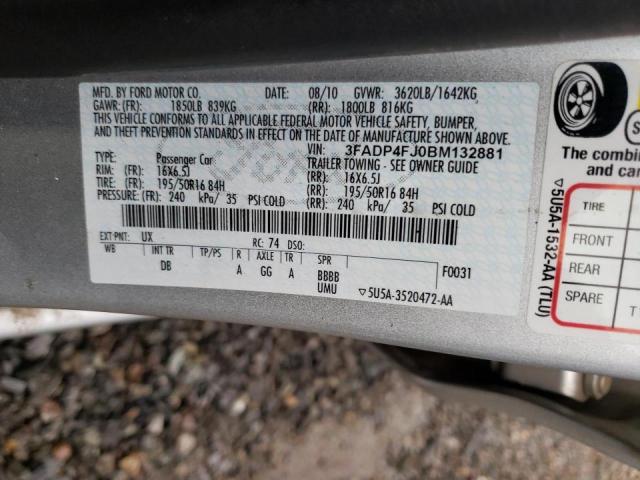 MFD. BY FORD MOTOR CO. DATE: 08/10 GVWR: 3620LB/1642KG
GAWR: (FR): 1850LB 839KG (RR): 1800LB 816KG
THIS VEHICLE CONFORMS TO ALL APPLICABLE FEDERAL MOTOR VEHICLE SAFETY, BUMPER,
AND THEFT PREVENTION STANDARDS IN EFFECT ON THE DATE OF MANUFACTURE SHOWN ABOVE.
VIN: 3FADP4FJ0BM132881
TYPE: Passenger Car TRAILER TOWING - SEE OWNER GUIDE
RIM: (FR): 16X6.5J (RR): 16X6.5J
TIRE: (FR): 195/50R16 84H (RR): 195/50R16 84H
PRESSURE: (FR): 240 kPa/ 35 PSI COLD (RR): 240 kPa/ 35 PSI COLD
EXT PNT: UX RC: 74 DSO:
WB INT TR TP/PS R AXLE TR SPR
DB A GG A BBBB F0031
UMU ▽5U5A-3520472-AA
▽5U5A-1532-AA (TLU)
The combin
and car
TIRE
FRONT
REAR
SPARE